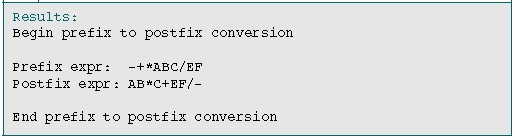 Results:
Begin prefix to postfix conversion
Prefix expr:  -+*ABC/EF
Postfix expr: AB*C+EF/-
End prefix to postfix conversion